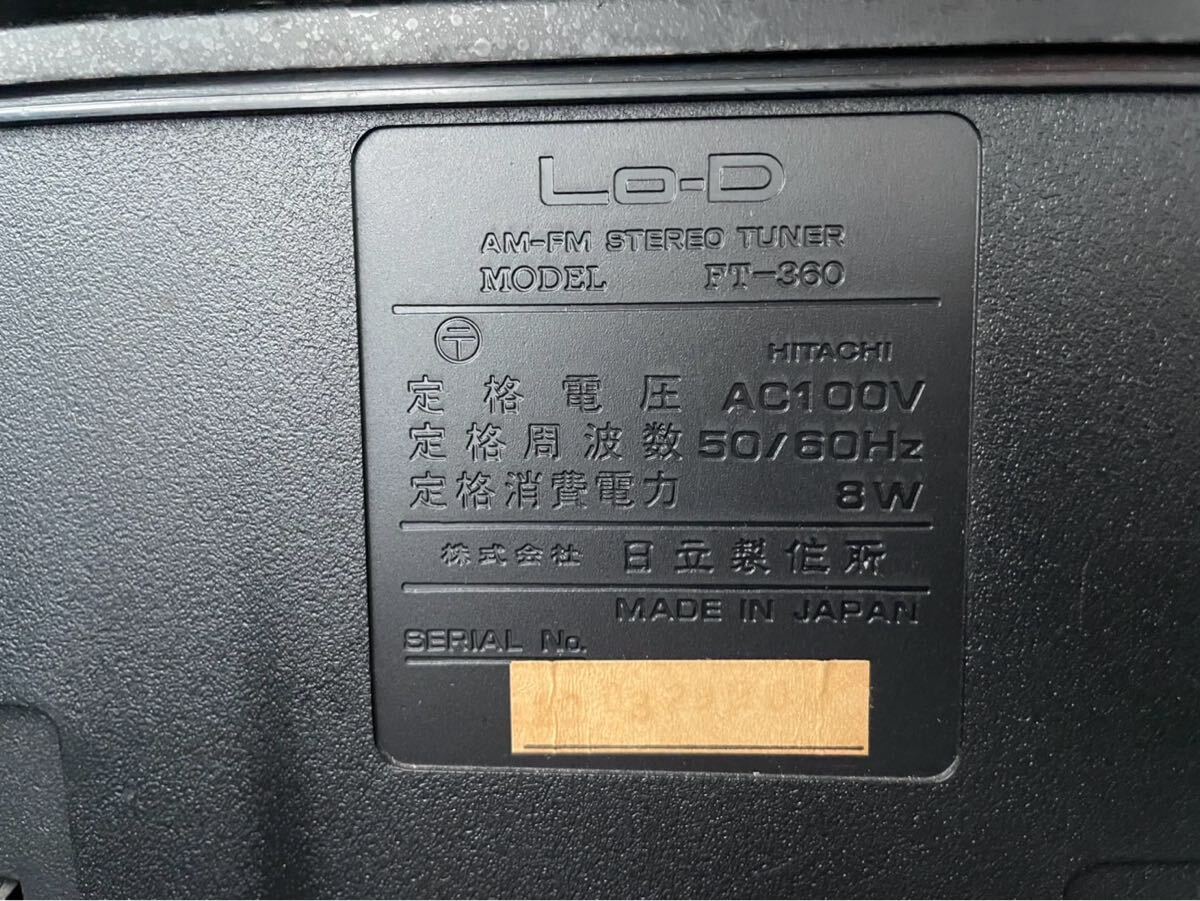 Lo-D
AM-FM STEREO TUNER
MODEL FT-360
〒
HITACHI
定格電圧 AC100V
定格周波数 50/60Hz
定格消費電力 8W
株式会社 日立製作所
MADE IN JAPAN
SERIAL No.